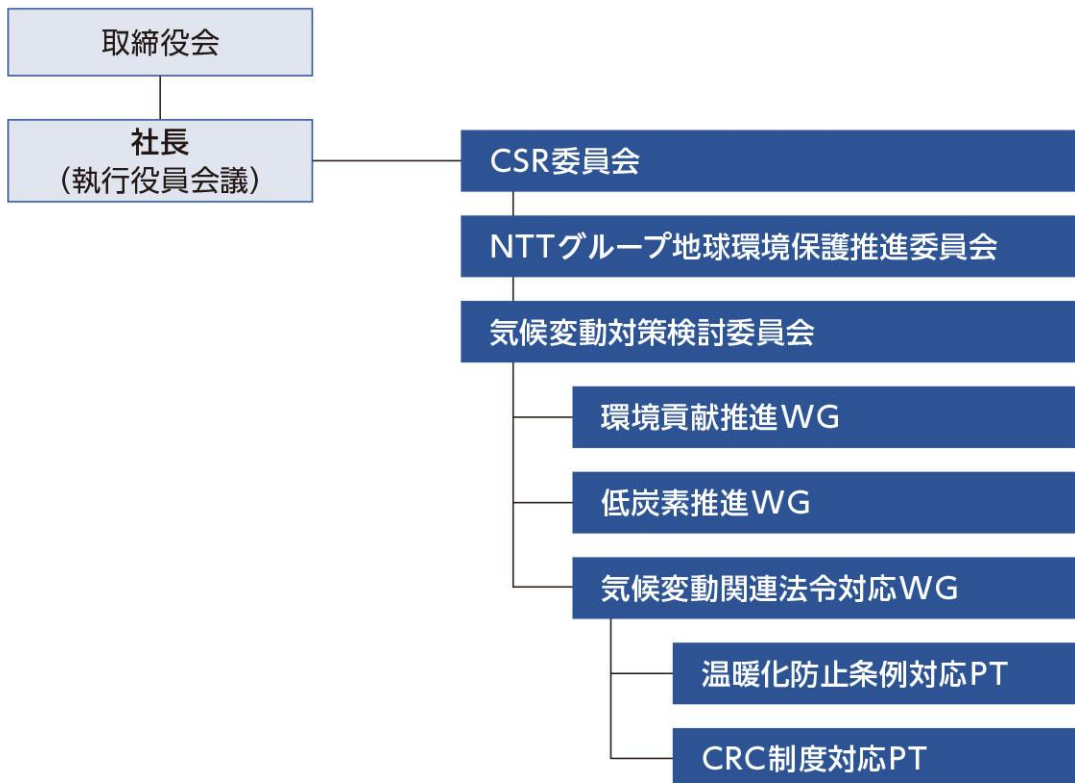 取締役会
社長
（執行役員会議）
CSR委員会
NTTグループ地球環境保護推進委員会
気候変動対策検討委員会
環境貢献推進WG
低炭素推進WG
気候変動関連法令対応WG
温暖化防止条例対応PT
CRC制度対応PT